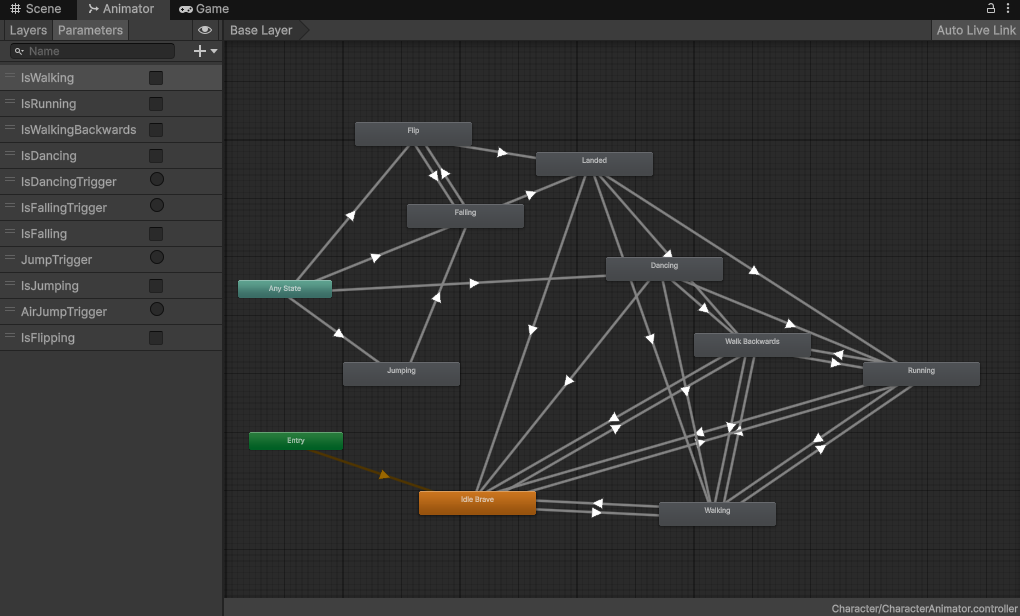 Scene Animator Game
Layers Parameters
Base Layer
Auto Live Link
Name
IsWalking
IsRunning
IsWalkingBackwards
IsDancing
IsDancingTrigger
IsFallingTrigger
IsFalling
JumpTrigger
IsJumping
AirJumpTrigger
IsFlipping
Flip
Landed
Falling
Dancing
Any State
Walk Backwards
Jumping
Running
Entry
Idle Brave
Walking
Character/CharacterAnimator.controller